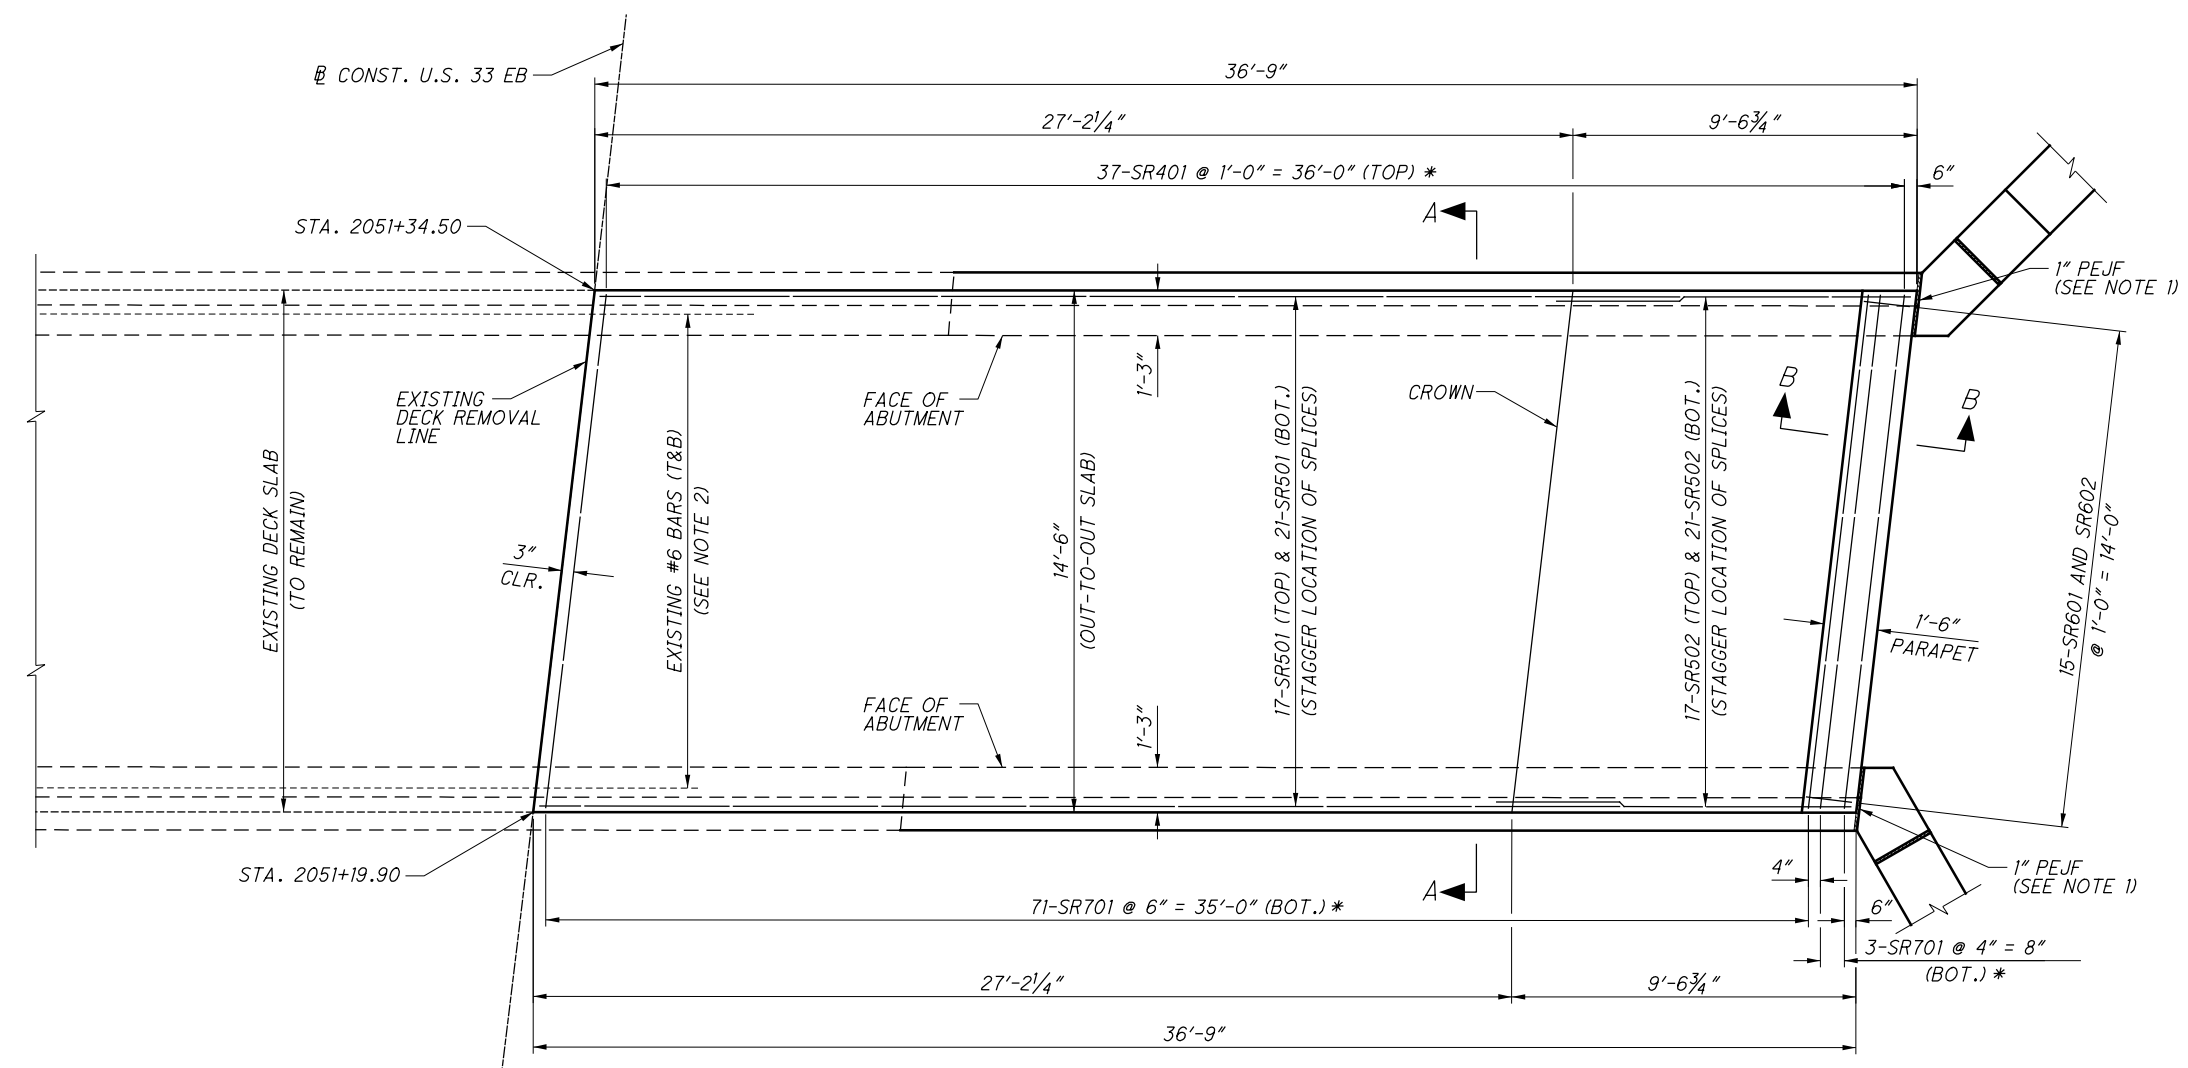 ℄ CONST. U.S. 33 EB
36'-9"
27'-2¼"
9'-6¾"
37-SR401 @ 1'-0" = 36'-0" (TOP) *
6"
A
STA. 2051+34.50
1" PEJF
(SEE NOTE 1)
EXISTING
DECK REMOVAL
LINE
FACE OF
ABUTMENT
1'-3"
CROWN
B
B
EXISTING DECK SLAB
(TO REMAIN)
EXISTING #6 BARS (T&B)
(SEE NOTE 2)
14'-6"
(OUT-TO-OUT SLAB)
17-SR501 (TOP) & 21-SR501 (BOT.)
(STAGGER LOCATION OF SPLICES)
17-SR502 (TOP) & 21-SR502 (BOT.)
(STAGGER LOCATION OF SPLICES)
15-SR601 AND SR602
@ 1'-0" = 14'-0"
3"
CLR.
1'-6"
PARAPET
FACE OF
ABUTMENT
1'-3"
STA. 2051+19.90
A
4"
1" PEJF
(SEE NOTE 1)
71-SR701 @ 6" = 35'-0" (BOT.) *
6"
3-SR701 @ 4" = 8"
(BOT.) *
27'-2¼"
9'-6¾"
36'-9"